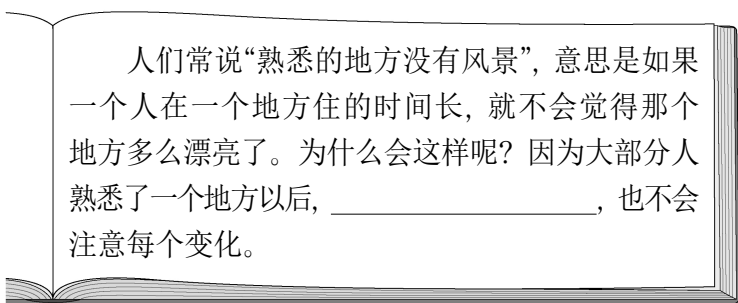 人们常说“熟悉的地方没有风景”, 意思是如果
一个人在一个地方住的时间长, 就不会觉得那个
地方多么漂亮了。为什么会这样呢? 因为大部分人
熟悉了一个地方以后, ____________________, 也不会
注意每个变化。